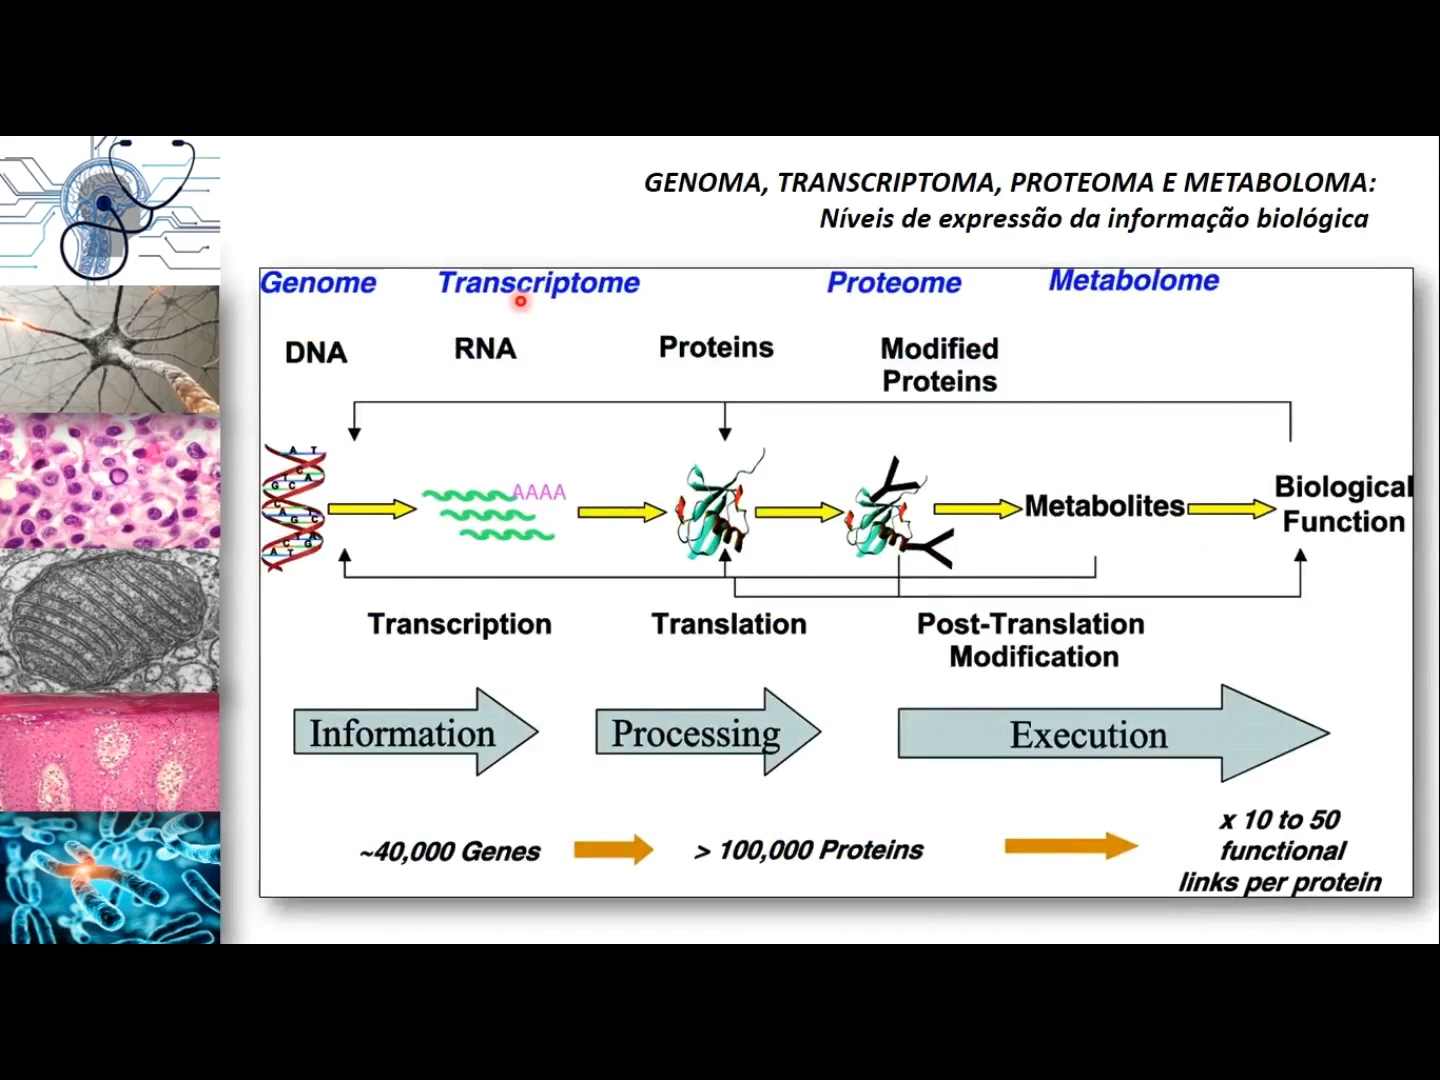 GENOMA, TRANSCRIPTOMA, PROTEOMA E METABOLOMA:
Níveis de expressão da informação biológica
Genome Transcriptome Proteome Metabolome
DNA RNA Proteins Modified
Proteins
AAAA
Metabolites
Biological
Function
Transcription Translation Post-Translation
Modification
Information Processing Execution
~40,000 Genes > 100,000 Proteins
x 10 to 50
functional
links per protein